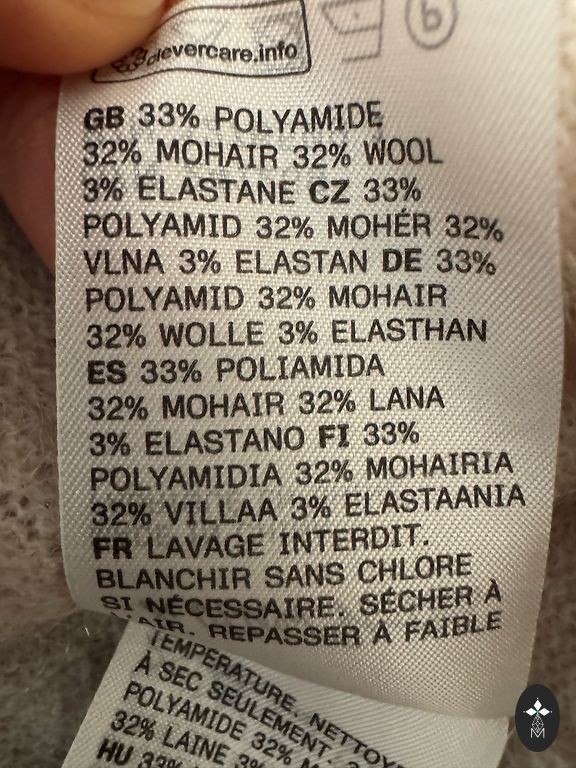 clevercare.info
GB 33% POLYAMIDE
32% MOHAIR 32% WOOL
3% ELASTANE CZ 33%
POLYAMID 32% MOHÉR 32%
VLNA 3% ELASTAN DE 33%
POLYAMID 32% MOHAIR
32% WOLLE 3% ELASTHAN
ES 33% POLIAMIDA
32% MOHAIR 32% LANA
3% ELASTANO FI 33%
POLYAMIDIA 32% MOHAIRIA
32% VILLAA 3% ELASTAANIA
FR LAVAGE INTERDIT.
BLANCHIR SANS CHLORE
SI NÉCESSAIRE. SÉCHER À
REPASSER À FAIBLE
TEMPÉRATURE.
À SEC SEULEMENT.
POLYAMIDE 32%
32% LAINE
HU 33%
M